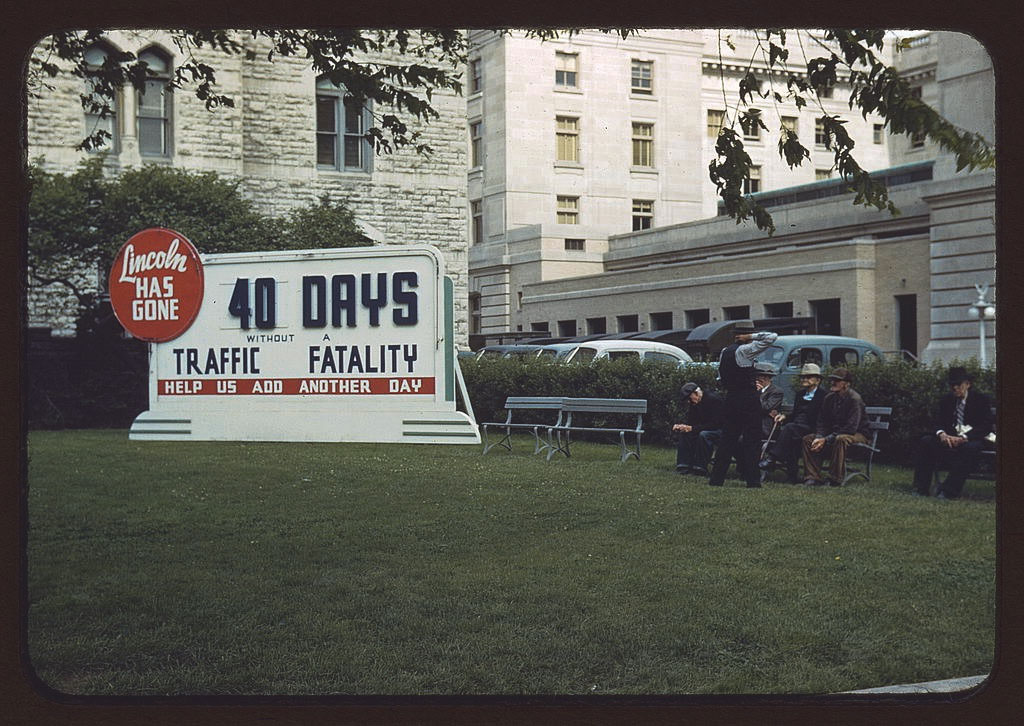 Lincoln
HAS
GONE
40 DAYS
WITHOUT A
TRAFFIC FATALITY
HELP US ADD ANOTHER DAY